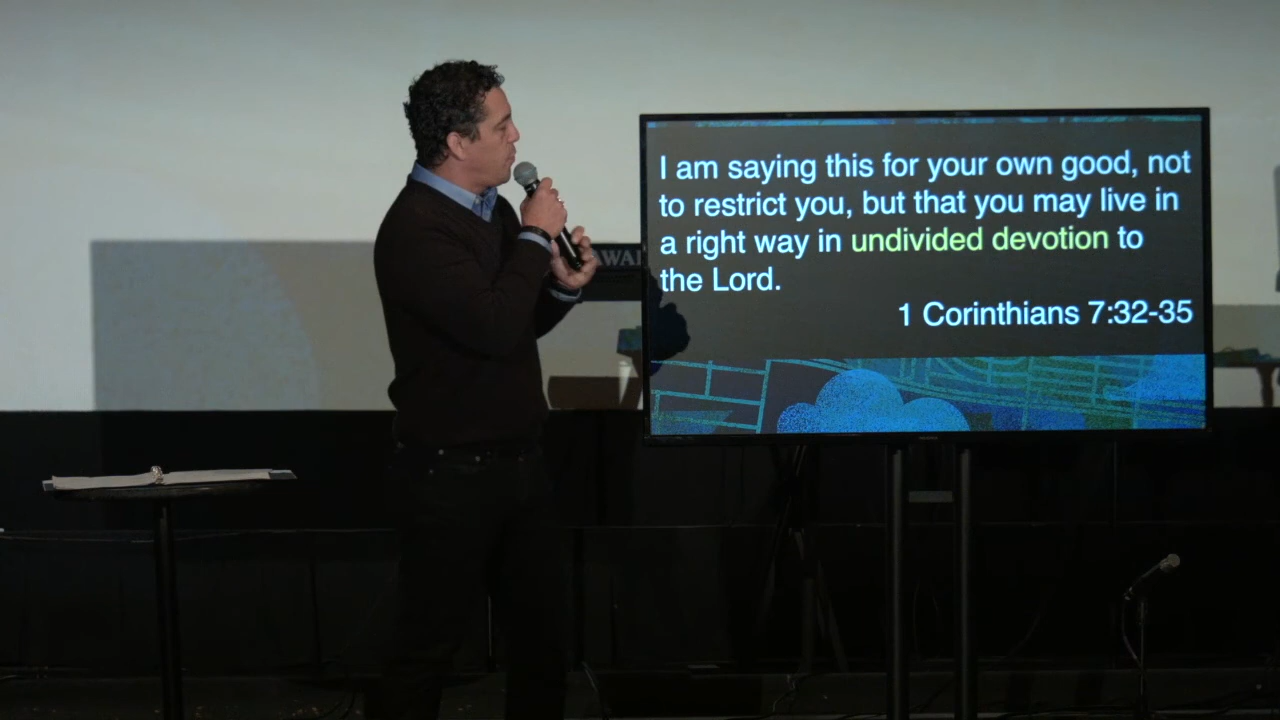 I am saying this for your own good, not
to restrict you, but that you may live in
a right way in undivided devotion to
the Lord.
1 Corinthians 7:32-35